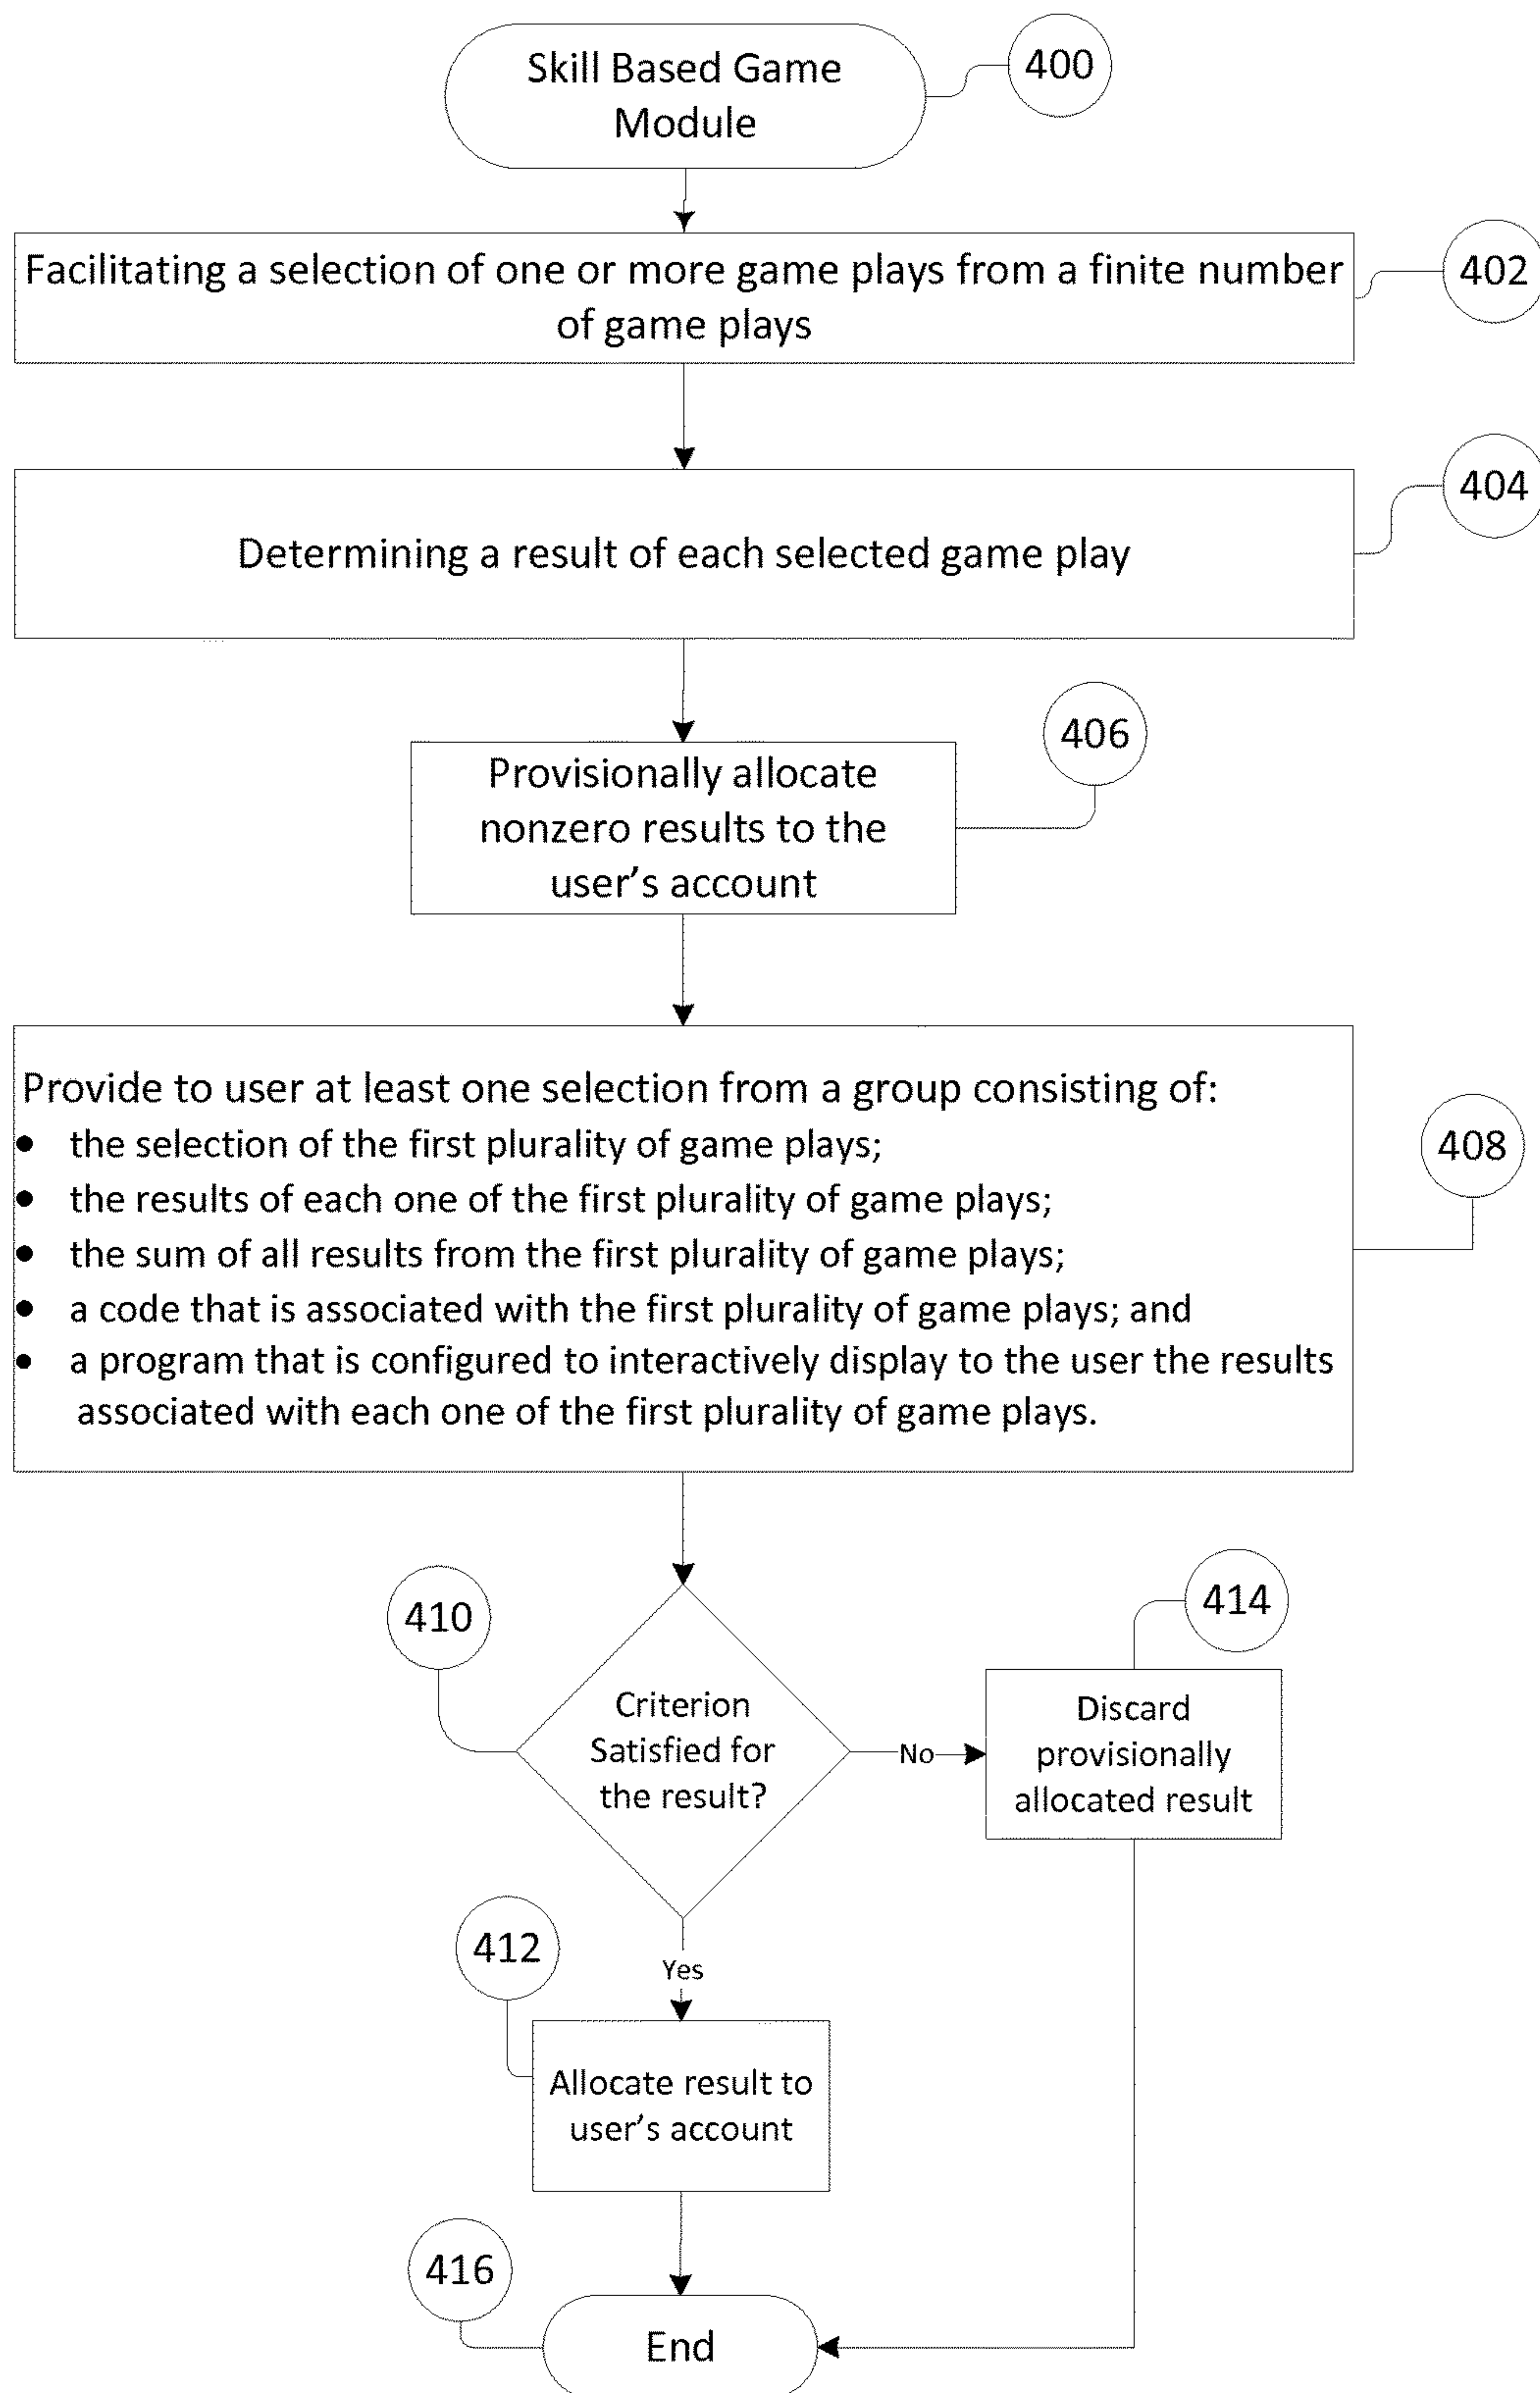 Skill Based Game
Module
400
Facilitating a selection of one or more game plays from a finite number
of game plays
402
Determining a result of each selected game play
404
Provisionally allocate
nonzero results to the
user's account
406
Provide to user at least one selection from a group consisting of:
• the selection of the first plurality of game plays;
• the results of each one of the first plurality of game plays;
• the sum of all results from the first plurality of game plays;
• a code that is associated with the first plurality of game plays; and
• a program that is configured to interactively display to the user the results
associated with each one of the first plurality of game plays.
408
410
Criterion
Satisfied for
the result?
No
414
Discard
provisionally
allocated result
Yes
412
Allocate result to
user's account
416
End